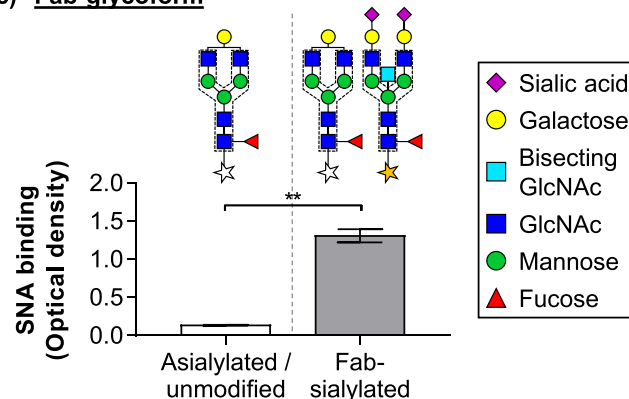 Fab-glycoform
SNA binding
(Optical density)
2.0
1.5
1.0
0.5
0.0
**
Asialylated /
unmodified
Fab-
sialylated
Sialic acid
Galactose
Bisecting
GlcNAc
GlcNAc
Mannose
Fucose